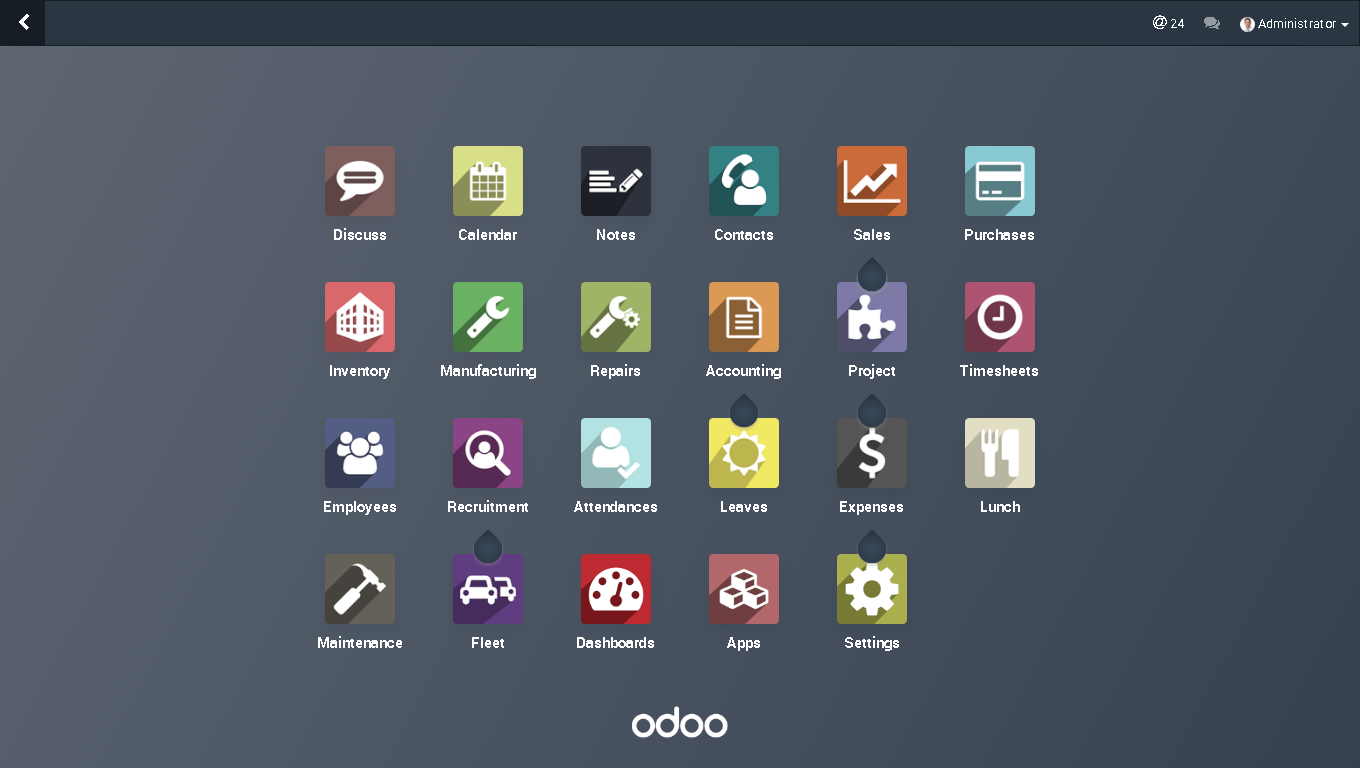 @ 24 Administrator
Discuss Calendar Notes Contacts Sales Purchases
Inventory Manufacturing Repairs Accounting Project Timesheets
Employees Recruitment Attendances Leaves Expenses Lunch
Maintenance Fleet Dashboards Apps Settings
odoo